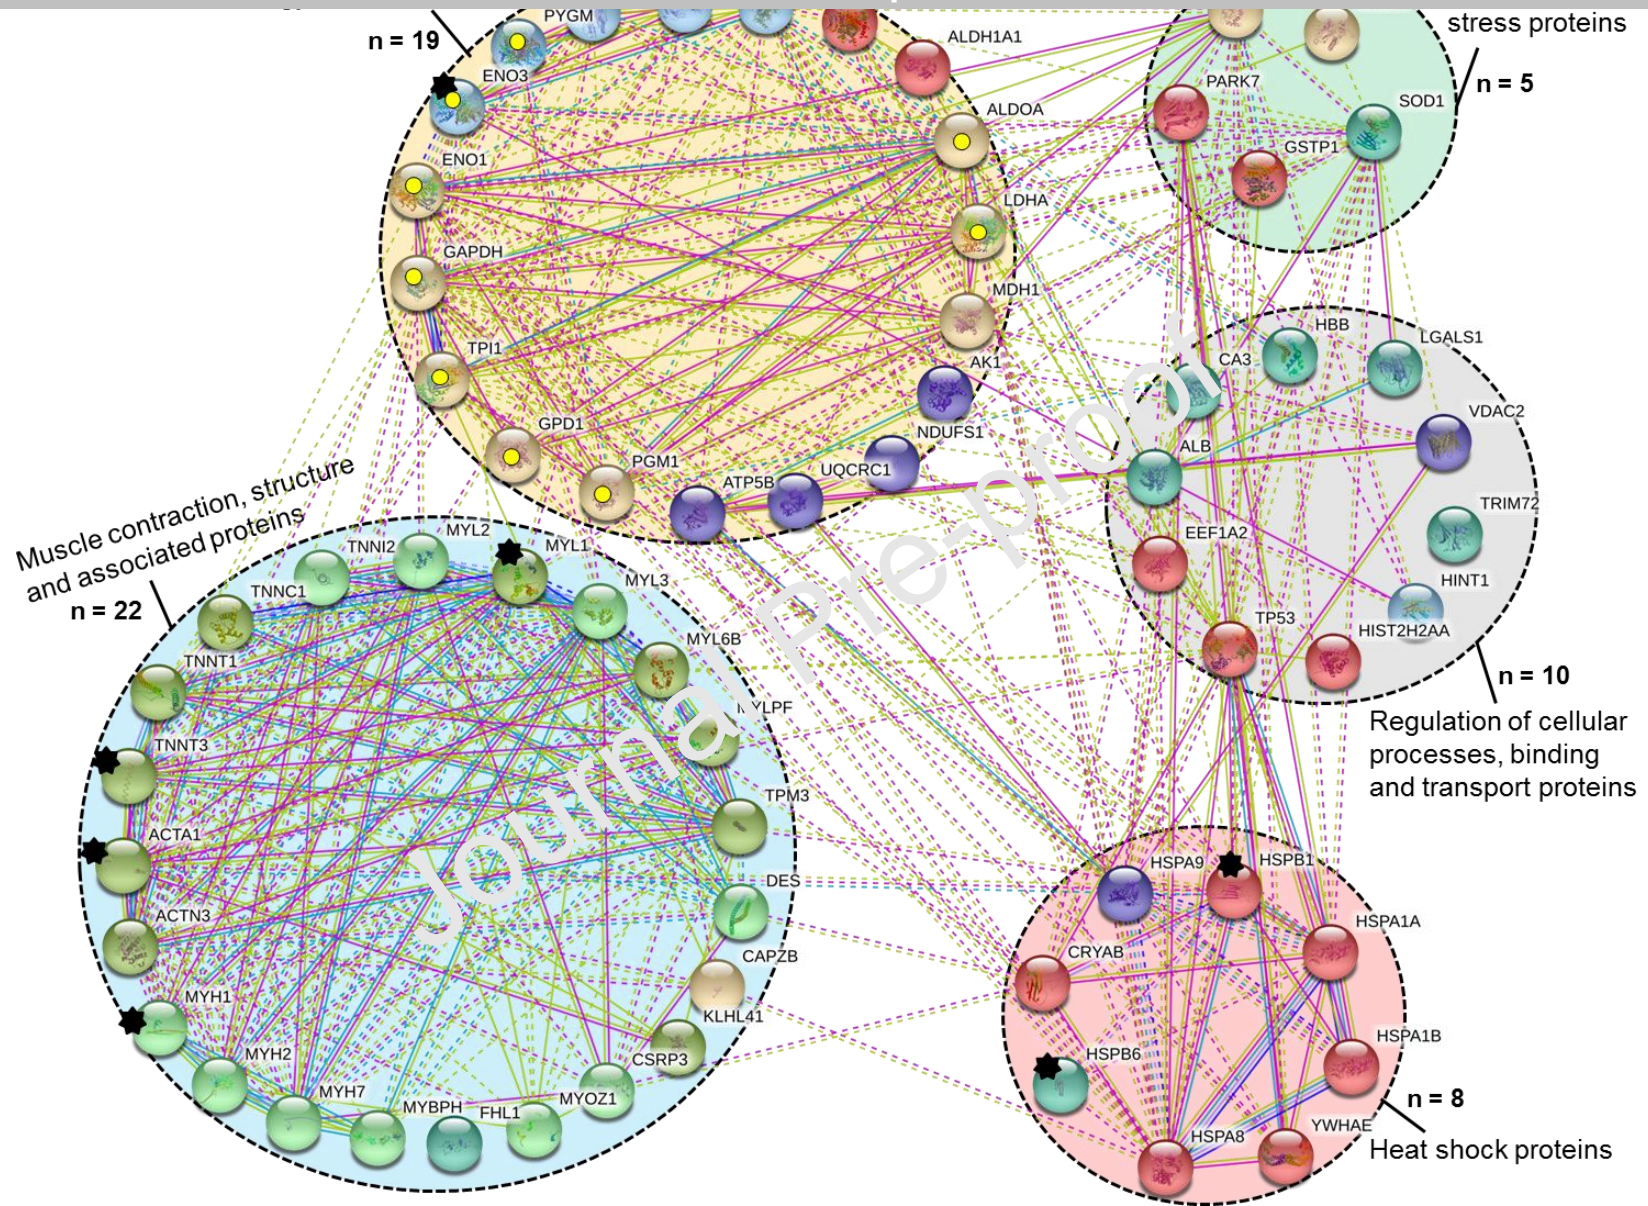 PYGM
n = 19
ENO3
ALDH1A1
stress proteins
n = 5
PARK7
SOD1
ALDOA
GSTP1
ENO1
LDHA
GAPDH
MDH1
TPI1
AK1
HBB
LGALS1
CA3
VDAC2
GPD1
NDUFS1
ALB
PGM1
UQCRC1
ATP5B
TRIM72
EEF1A2
HINT1
TP53
HIST2H2AA
n = 10
Regulation of cellular
processes, binding
and transport proteins
Muscle contraction, structure
and associated proteins
n = 22
MYL2
TNNI2
MYL1
MYL3
TNNC1
MYL6B
TNNT1
MYLPF
TNNT3
TPM3
ACTA1
DES
ACTN3
CAPZB
MYH1
KLHL41
MYH2
CSRP3
MYH7
MYBPH
FHL1
MYOZ1
HSPA9
HSPB1
HSPA1A
CRYAB
HSPA1B
HSPB6
n = 8
YWHAE
HSPA8
Heat shock proteins
Journal Pre-proof